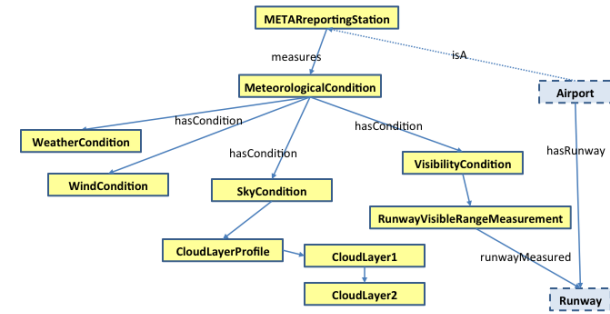 METARreportingStation
measures
isA
MeteorologicalCondition
Airport
hasCondition
hasCondition
WeatherCondition
hasCondition
VisibilityCondition
hasRunway
WindCondition
SkyCondition
RunwayVisibleRangeMeasurement
CloudLayerProfile
CloudLayer1
runwayMeasured
CloudLayer2
Runway